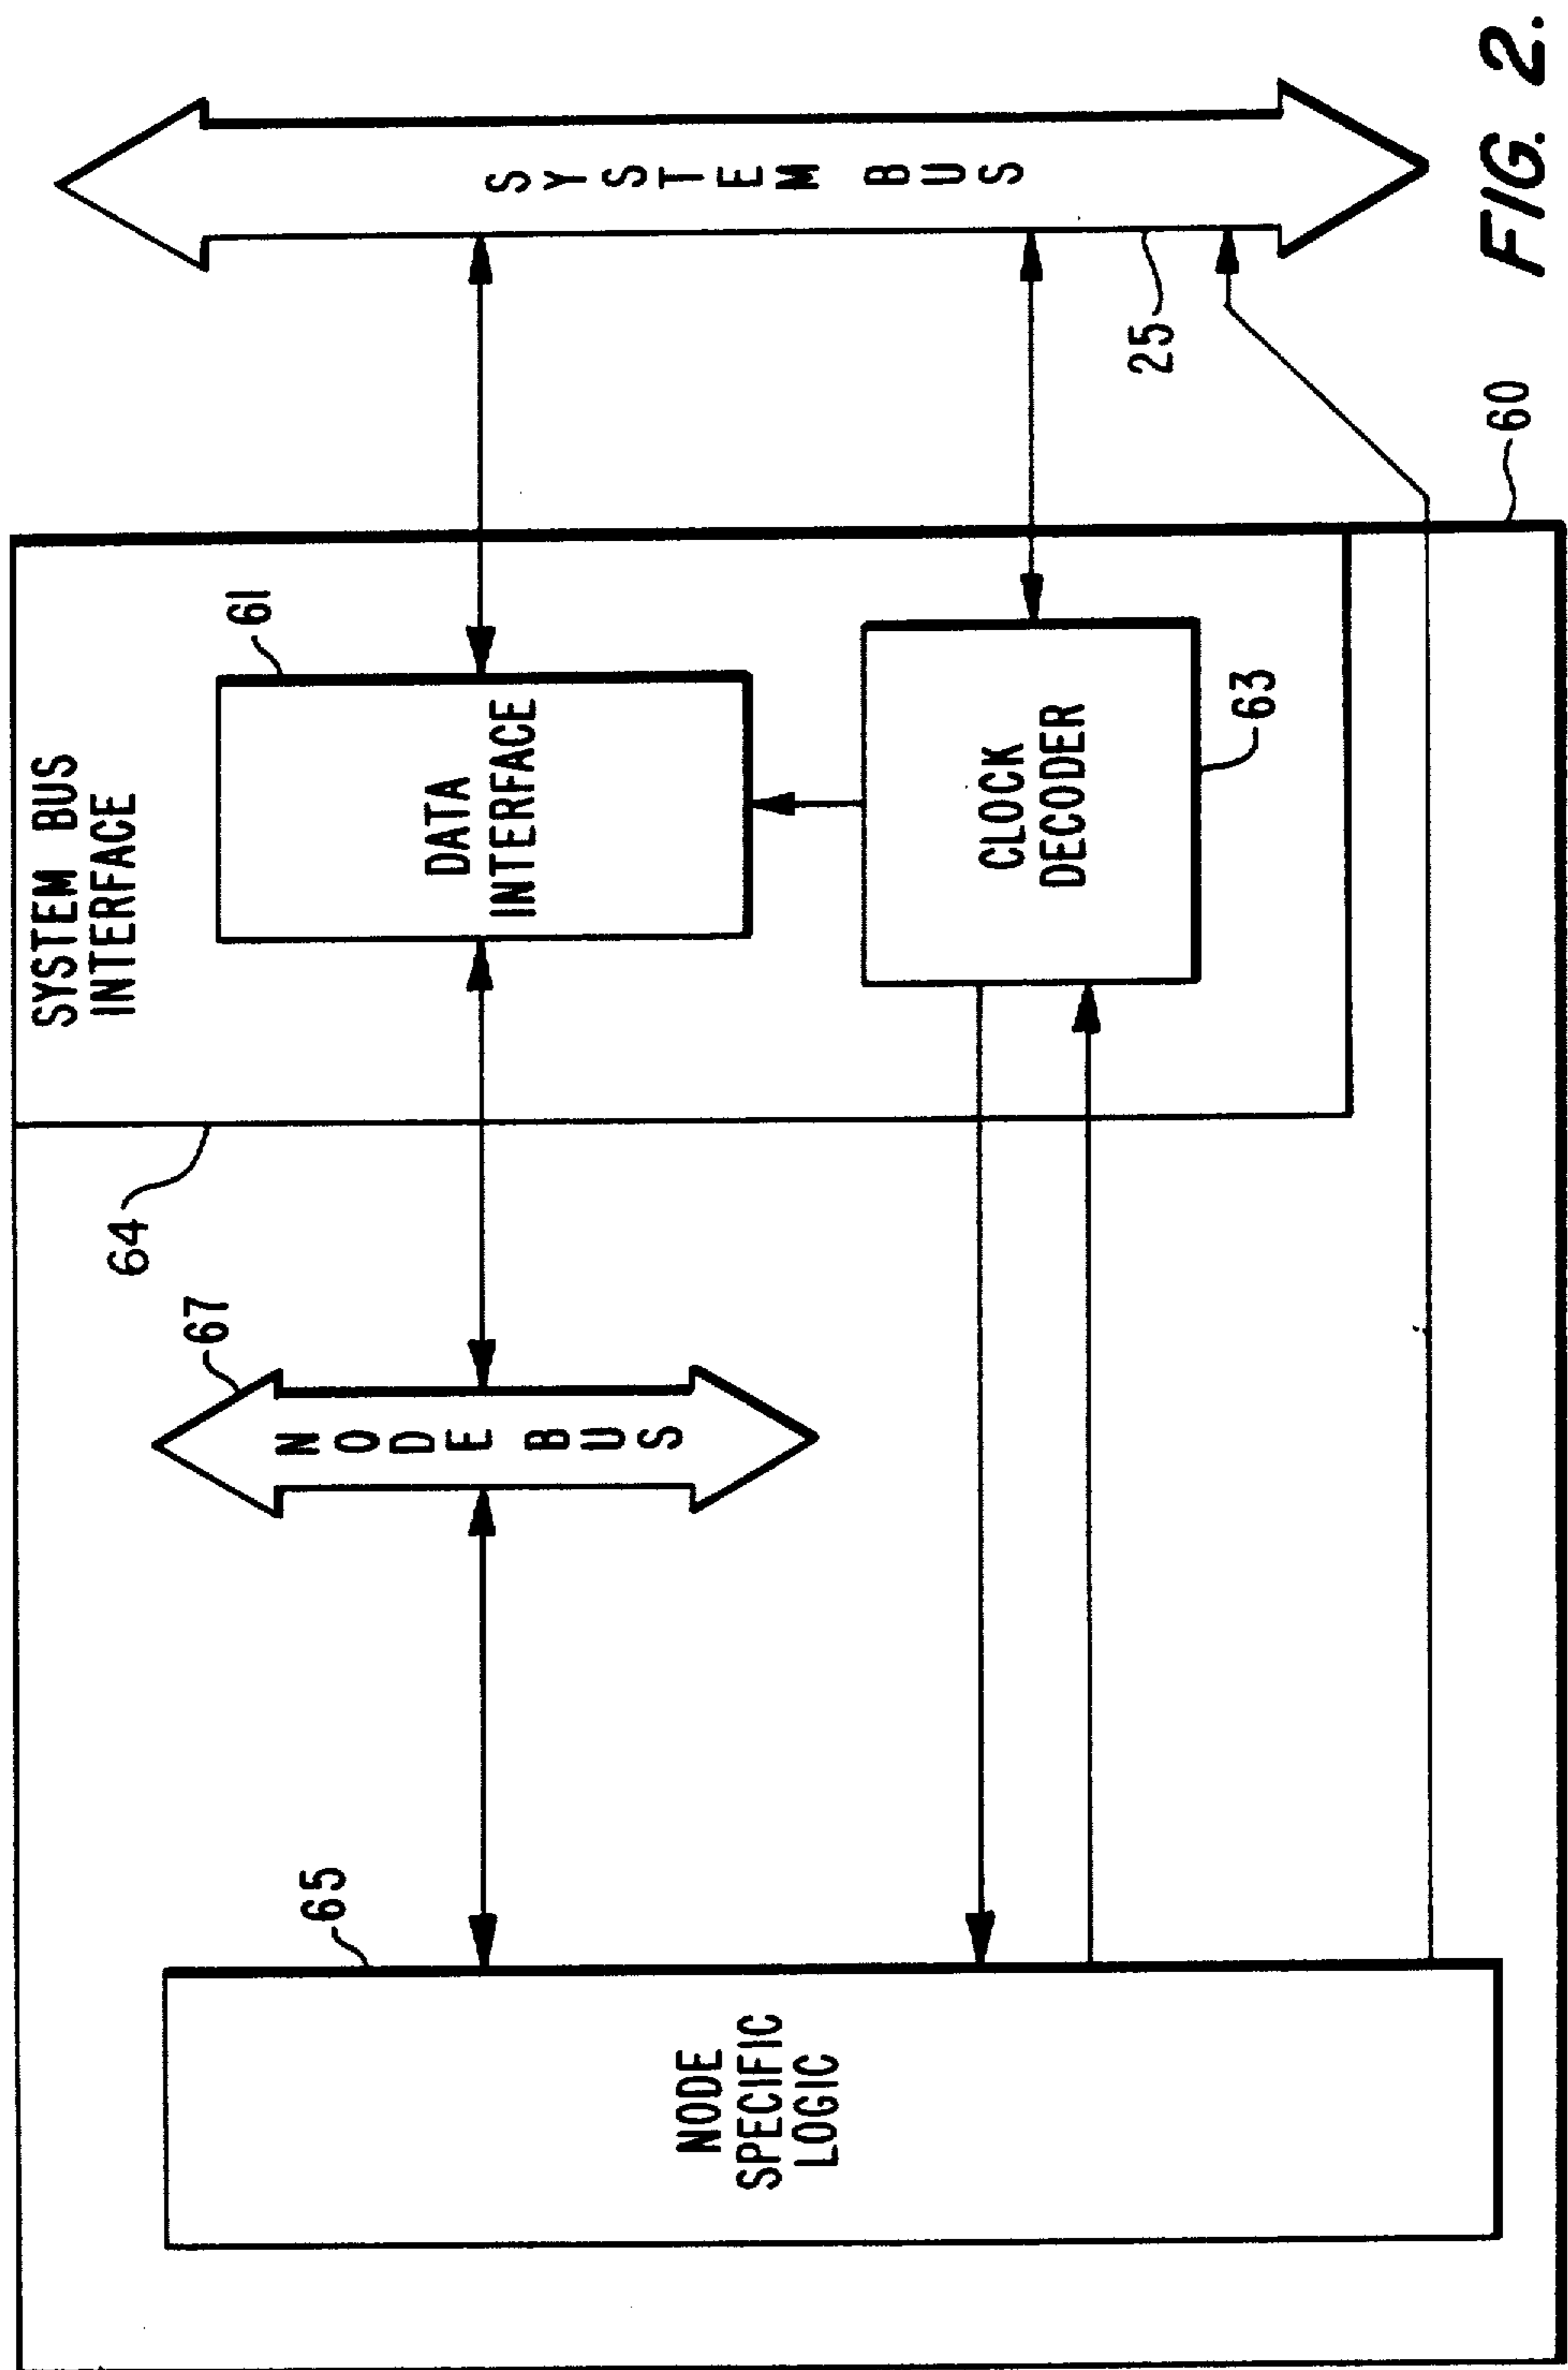 SYSTEM BUS
INTERFACE
64
67
NODE BUS
61
DATA
INTERFACE
CLOCK
DECODER
63
65
NODE
SPECIFIC
LOGIC
SYSTEM BUS
25
60
FIG. 2.